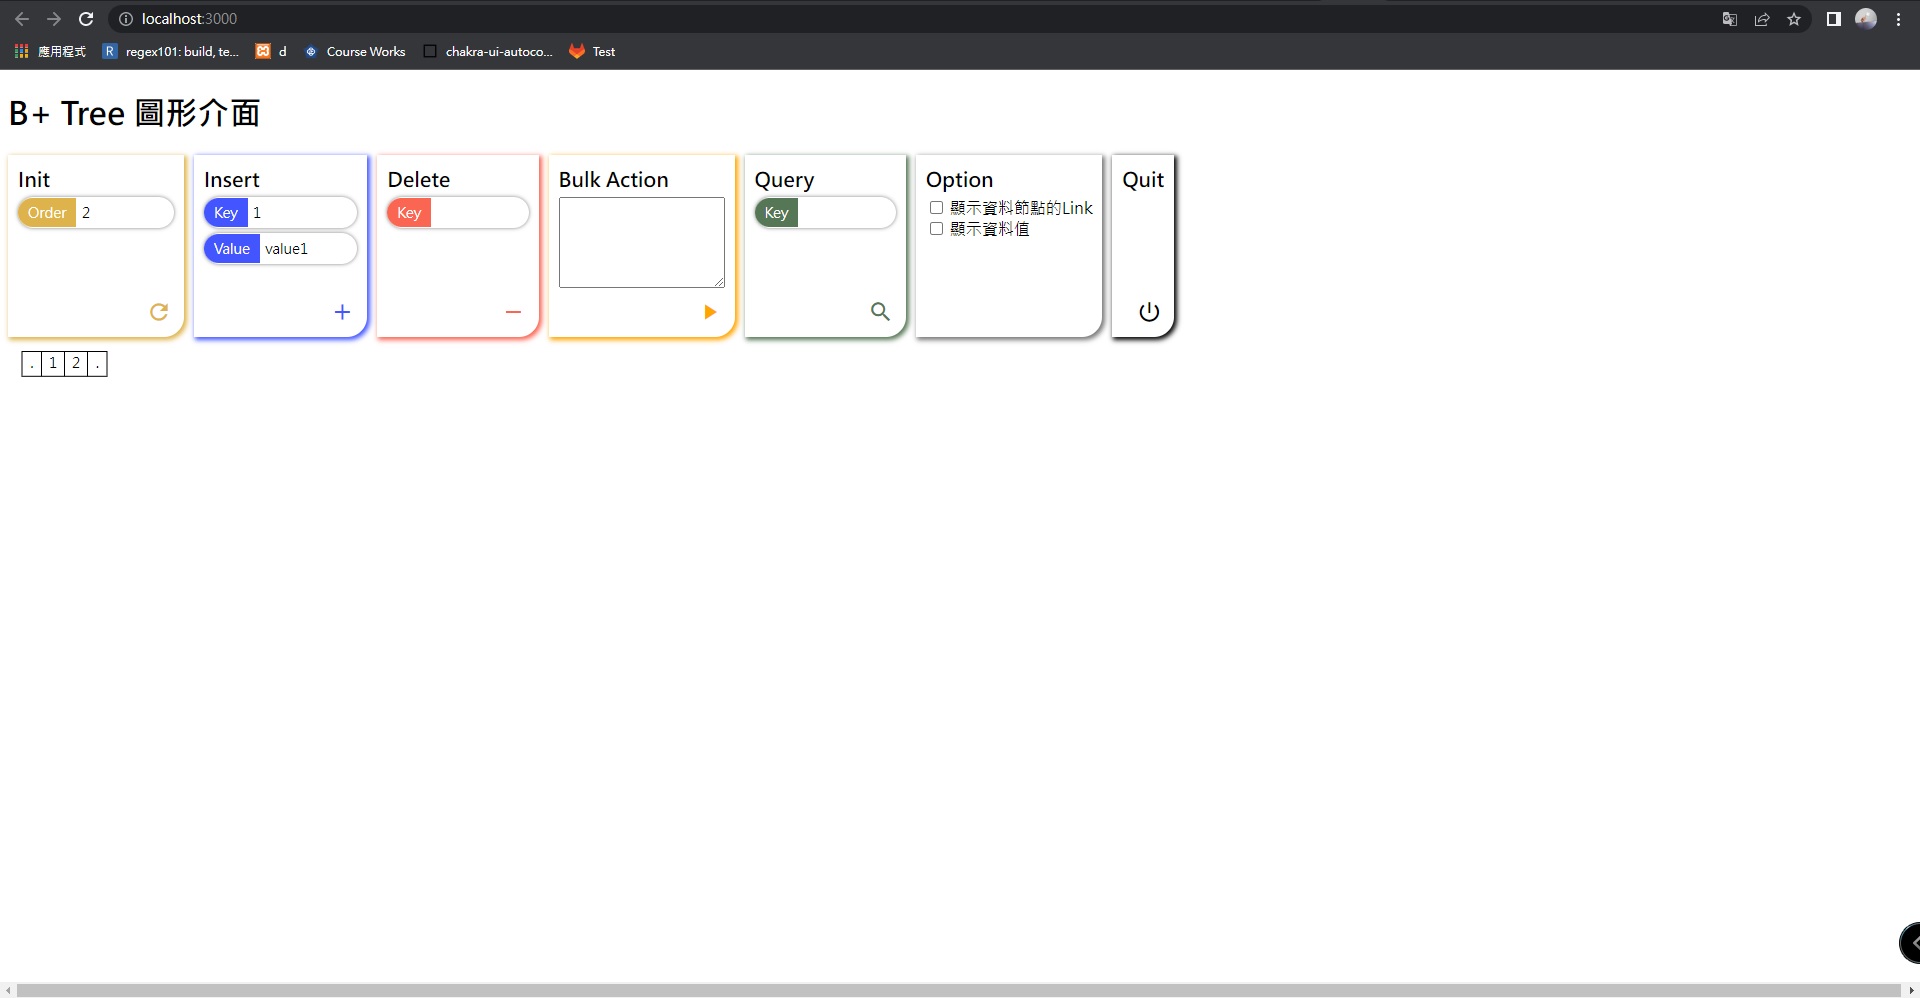 localhost:3000
應用程式 regex101: build, te... d Course Works chakra-ui-autoco... Test
B+ Tree 圖形介面
Init
Order 2
Insert
Key 1
Value value1
Delete
Key
Bulk Action
Query
Key
Option
顯示資料節點的Link
顯示資料值
Quit
. 1 2 .